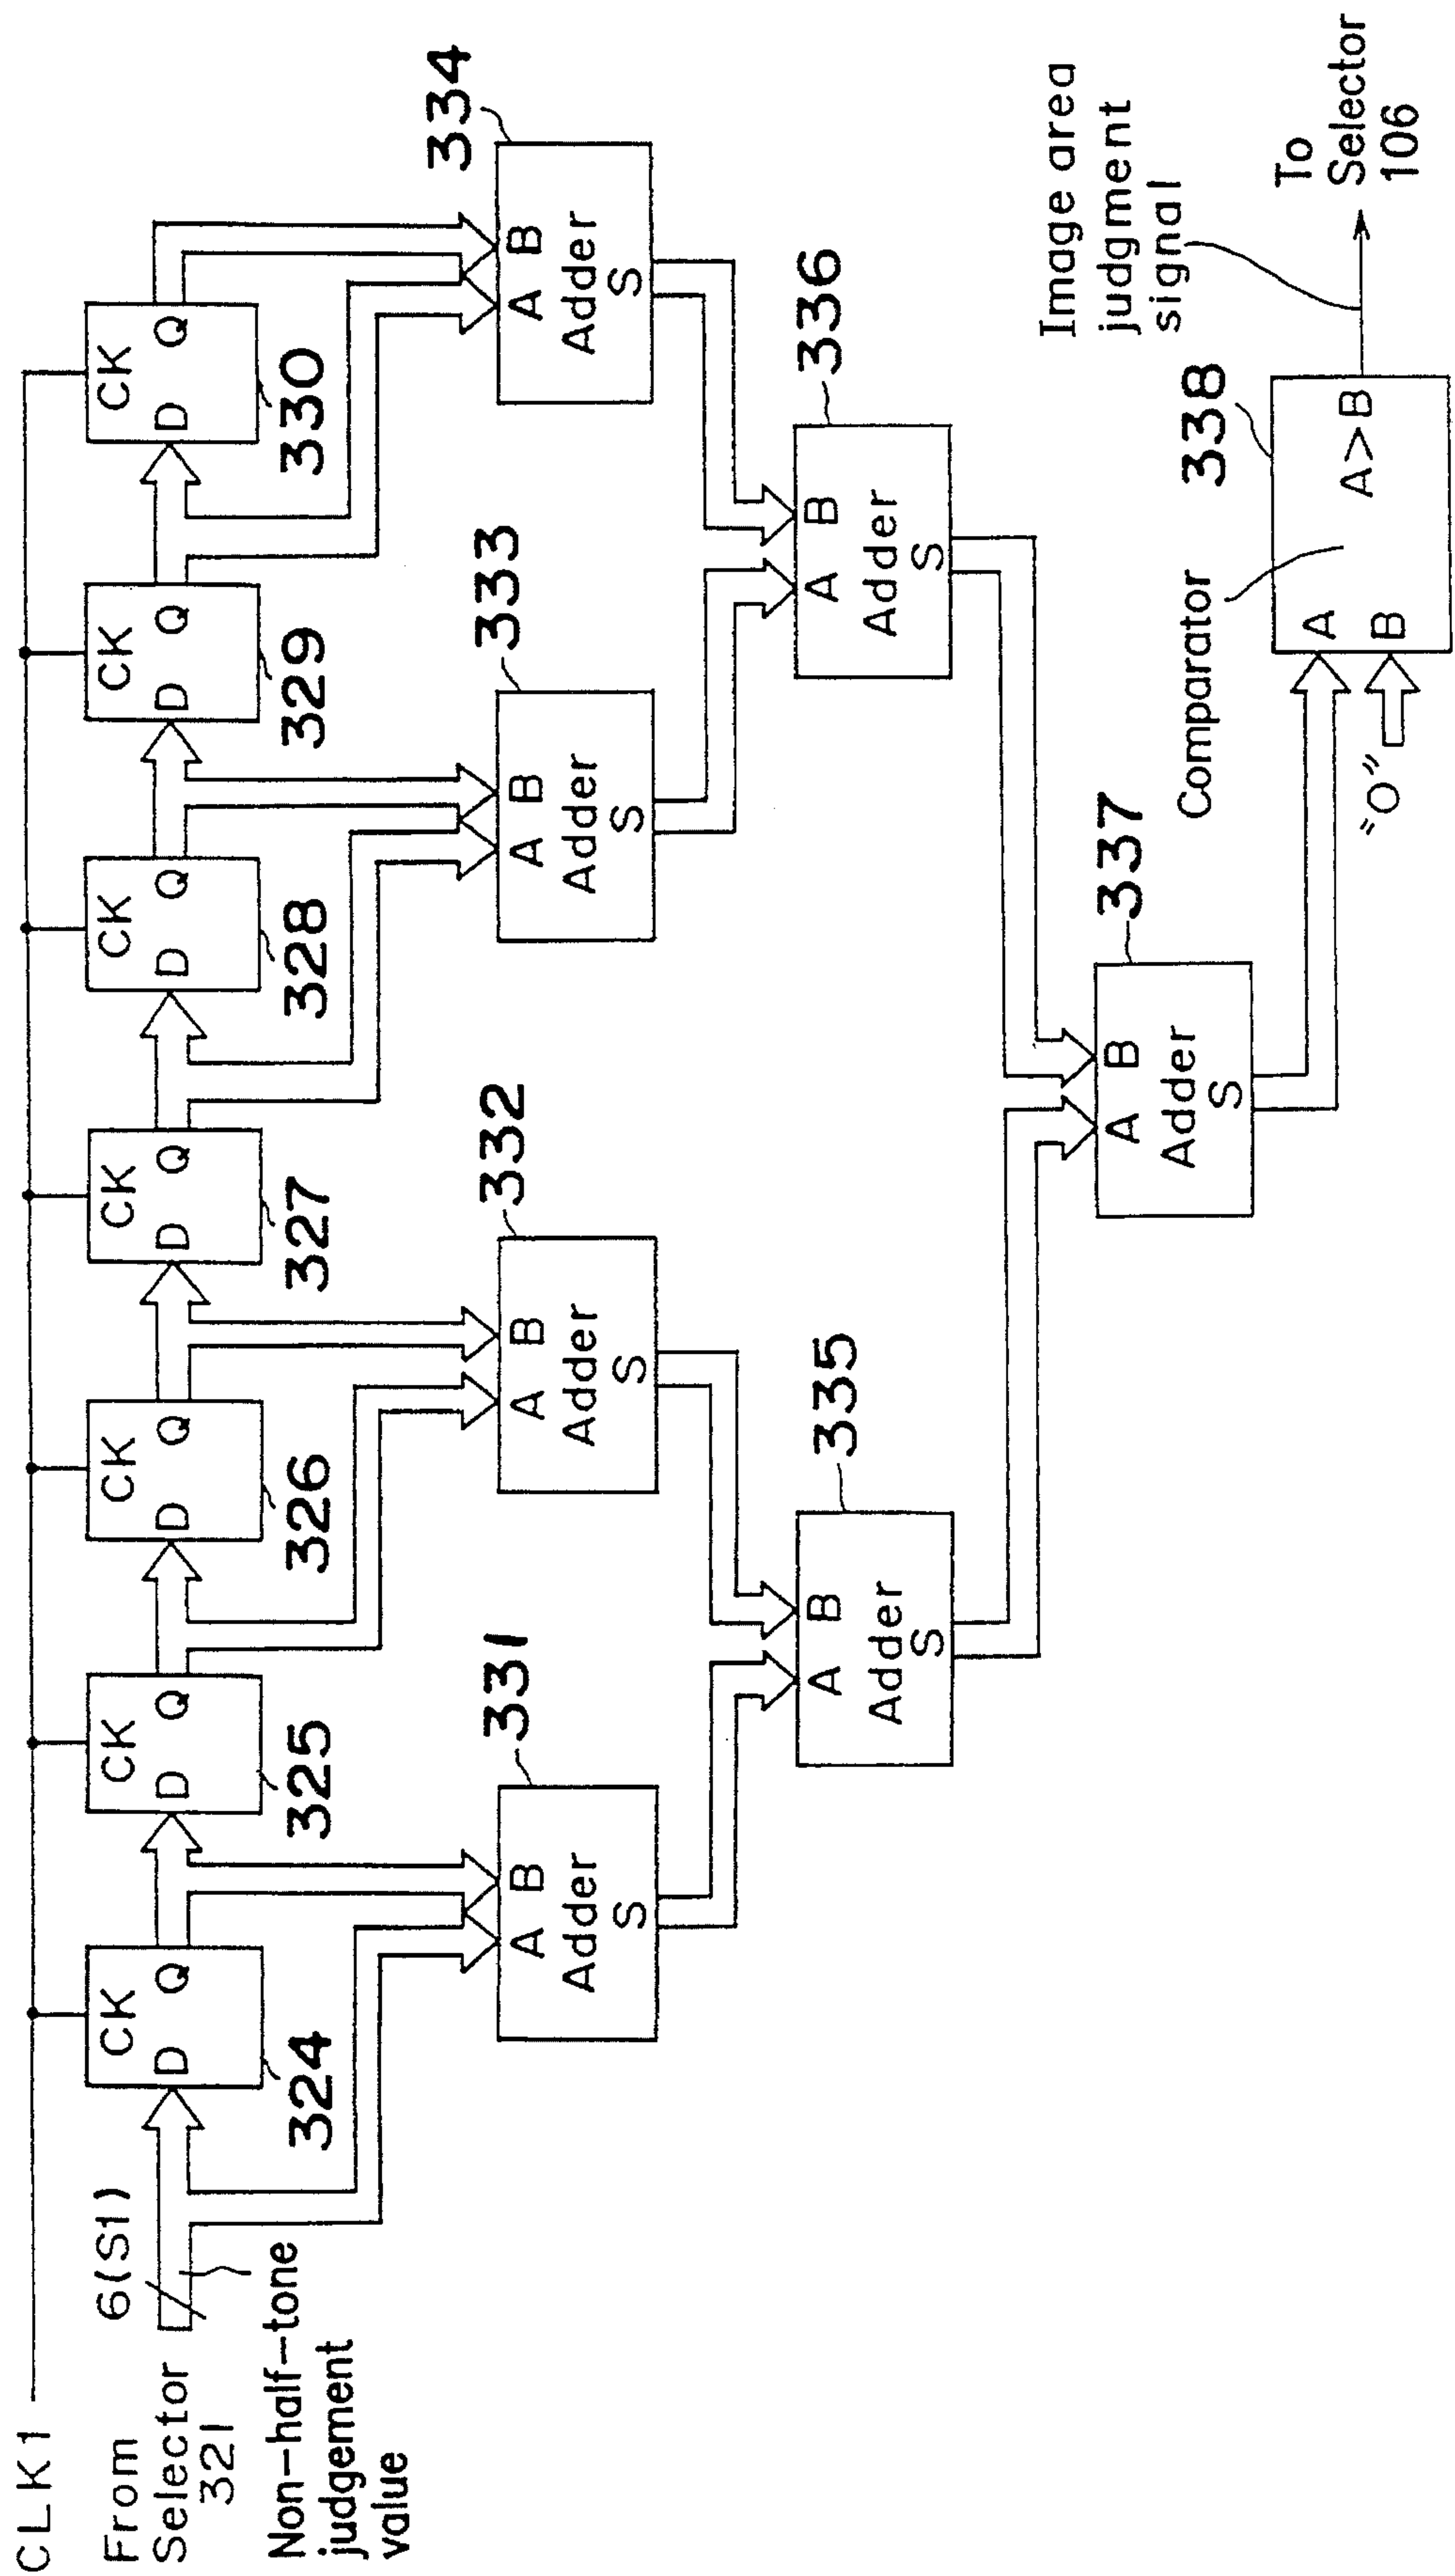 CLK1
From
Selector
321
6(S1)
Non-half-tone
judgement
value
CK
D Q
324
CK
D Q
325
CK
D Q
326
CK
D Q
327
CK
D Q
328
CK
D Q
329
CK
D Q
330
331
A B
Adder
S
332
A B
Adder
S
333
A B
Adder
S
334
A B
Adder
S
335
A B
Adder
S
336
A B
Adder
S
337
A B
Adder
S
Comparator
338
A
B
A>B
"0"
Image area
judgment
signal
To
Selector
106